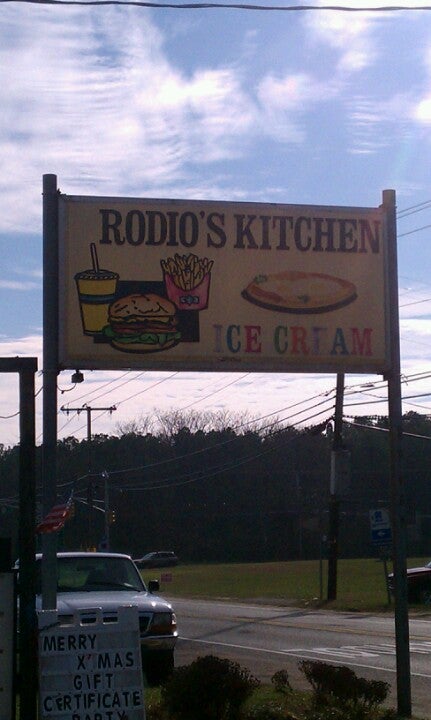 RODIO'S KITCHEN
ICE CREAM
MERRY
X'MAS
GIFT
CERTIFICATE
PARTY